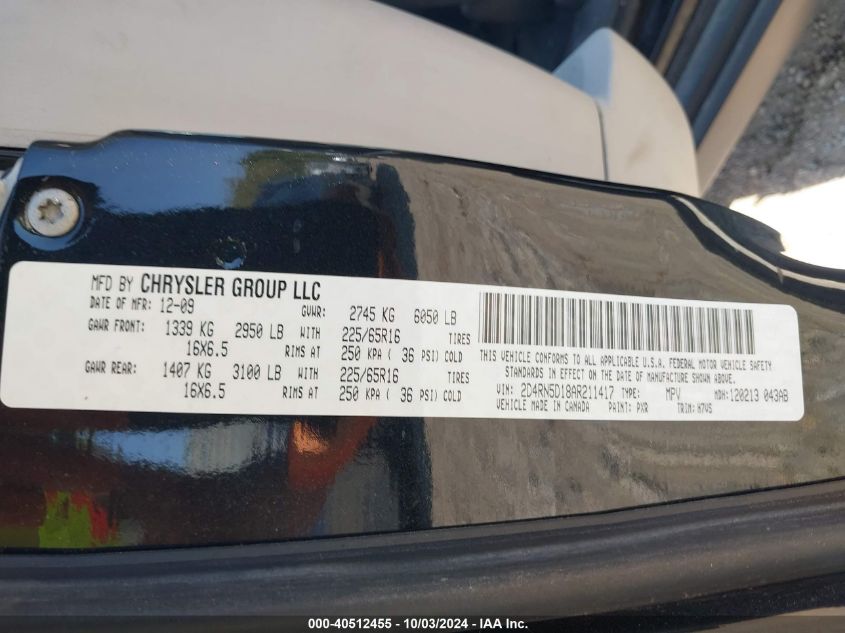 MFD BY CHRYSLER GROUP LLC
DATE OF MFR: 12-09 GVWR: 2745 KG 6050 LB
GAWR FRONT: 1339 KG 2950 LB WITH 225/65R16 TIRES
16X6.5 RIMS AT 250 KPA ( 36 PSI) COLD
GAWR REAR: 1407 KG 3100 LB WITH 225/65R16 TIRES
16X6.5 RIMS AT 250 KPA ( 36 PSI) COLD
THIS VEHICLE CONFORMS TO ALL APPLICABLE U.S.A. FEDERAL MOTOR VEHICLE SAFETY
STANDARDS IN EFFECT ON THE DATE OF MANUFACTURE SHOWN ABOVE.
VIN: 2D4RN5D18AR211417 TYPE: MPV MDH: 120213 043AB
VEHICLE MADE IN CANADA PAINT: PXR TRIM: H7VS
000-40512455 - 10/03/2024 - IAA Inc.